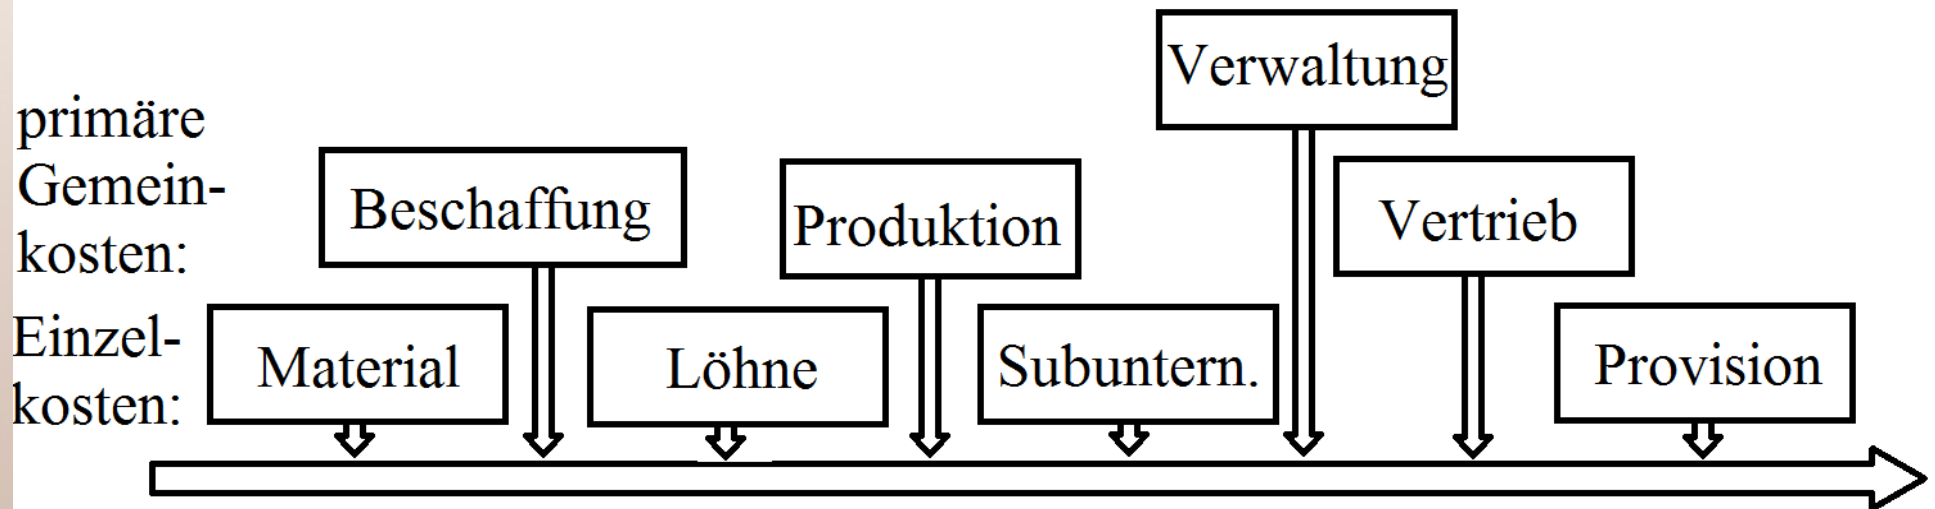 Verwaltung
primäre
Gemein-
kosten:
Beschaffung
Produktion
Vertrieb
Einzel-
kosten:
Material
Löhne
Subuntern.
Provision